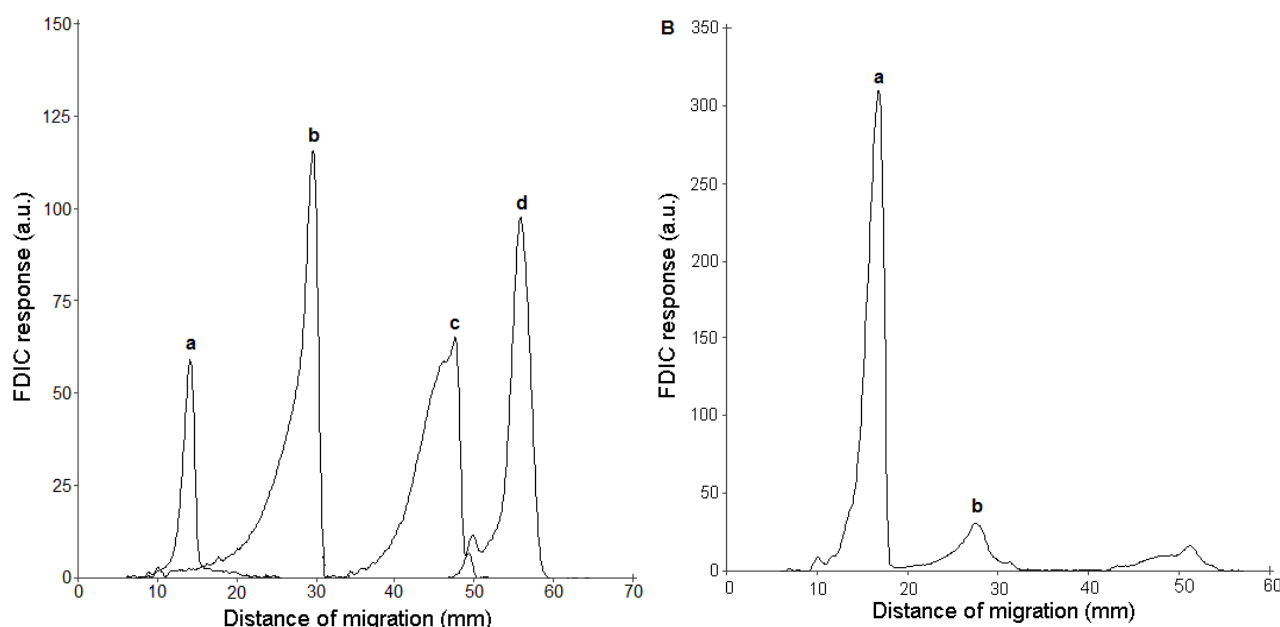 150
125
100
75
50
25
0
FDIC response (a.u.)
a
b
c
d
0 10 20 30 40 50 60 70
Distance of migration (mm)
B
350
300
250
200
150
100
50
0
FDIC response (a.u.)
a
b
0 10 20 30 40 50 60
Distance of migration (mm)